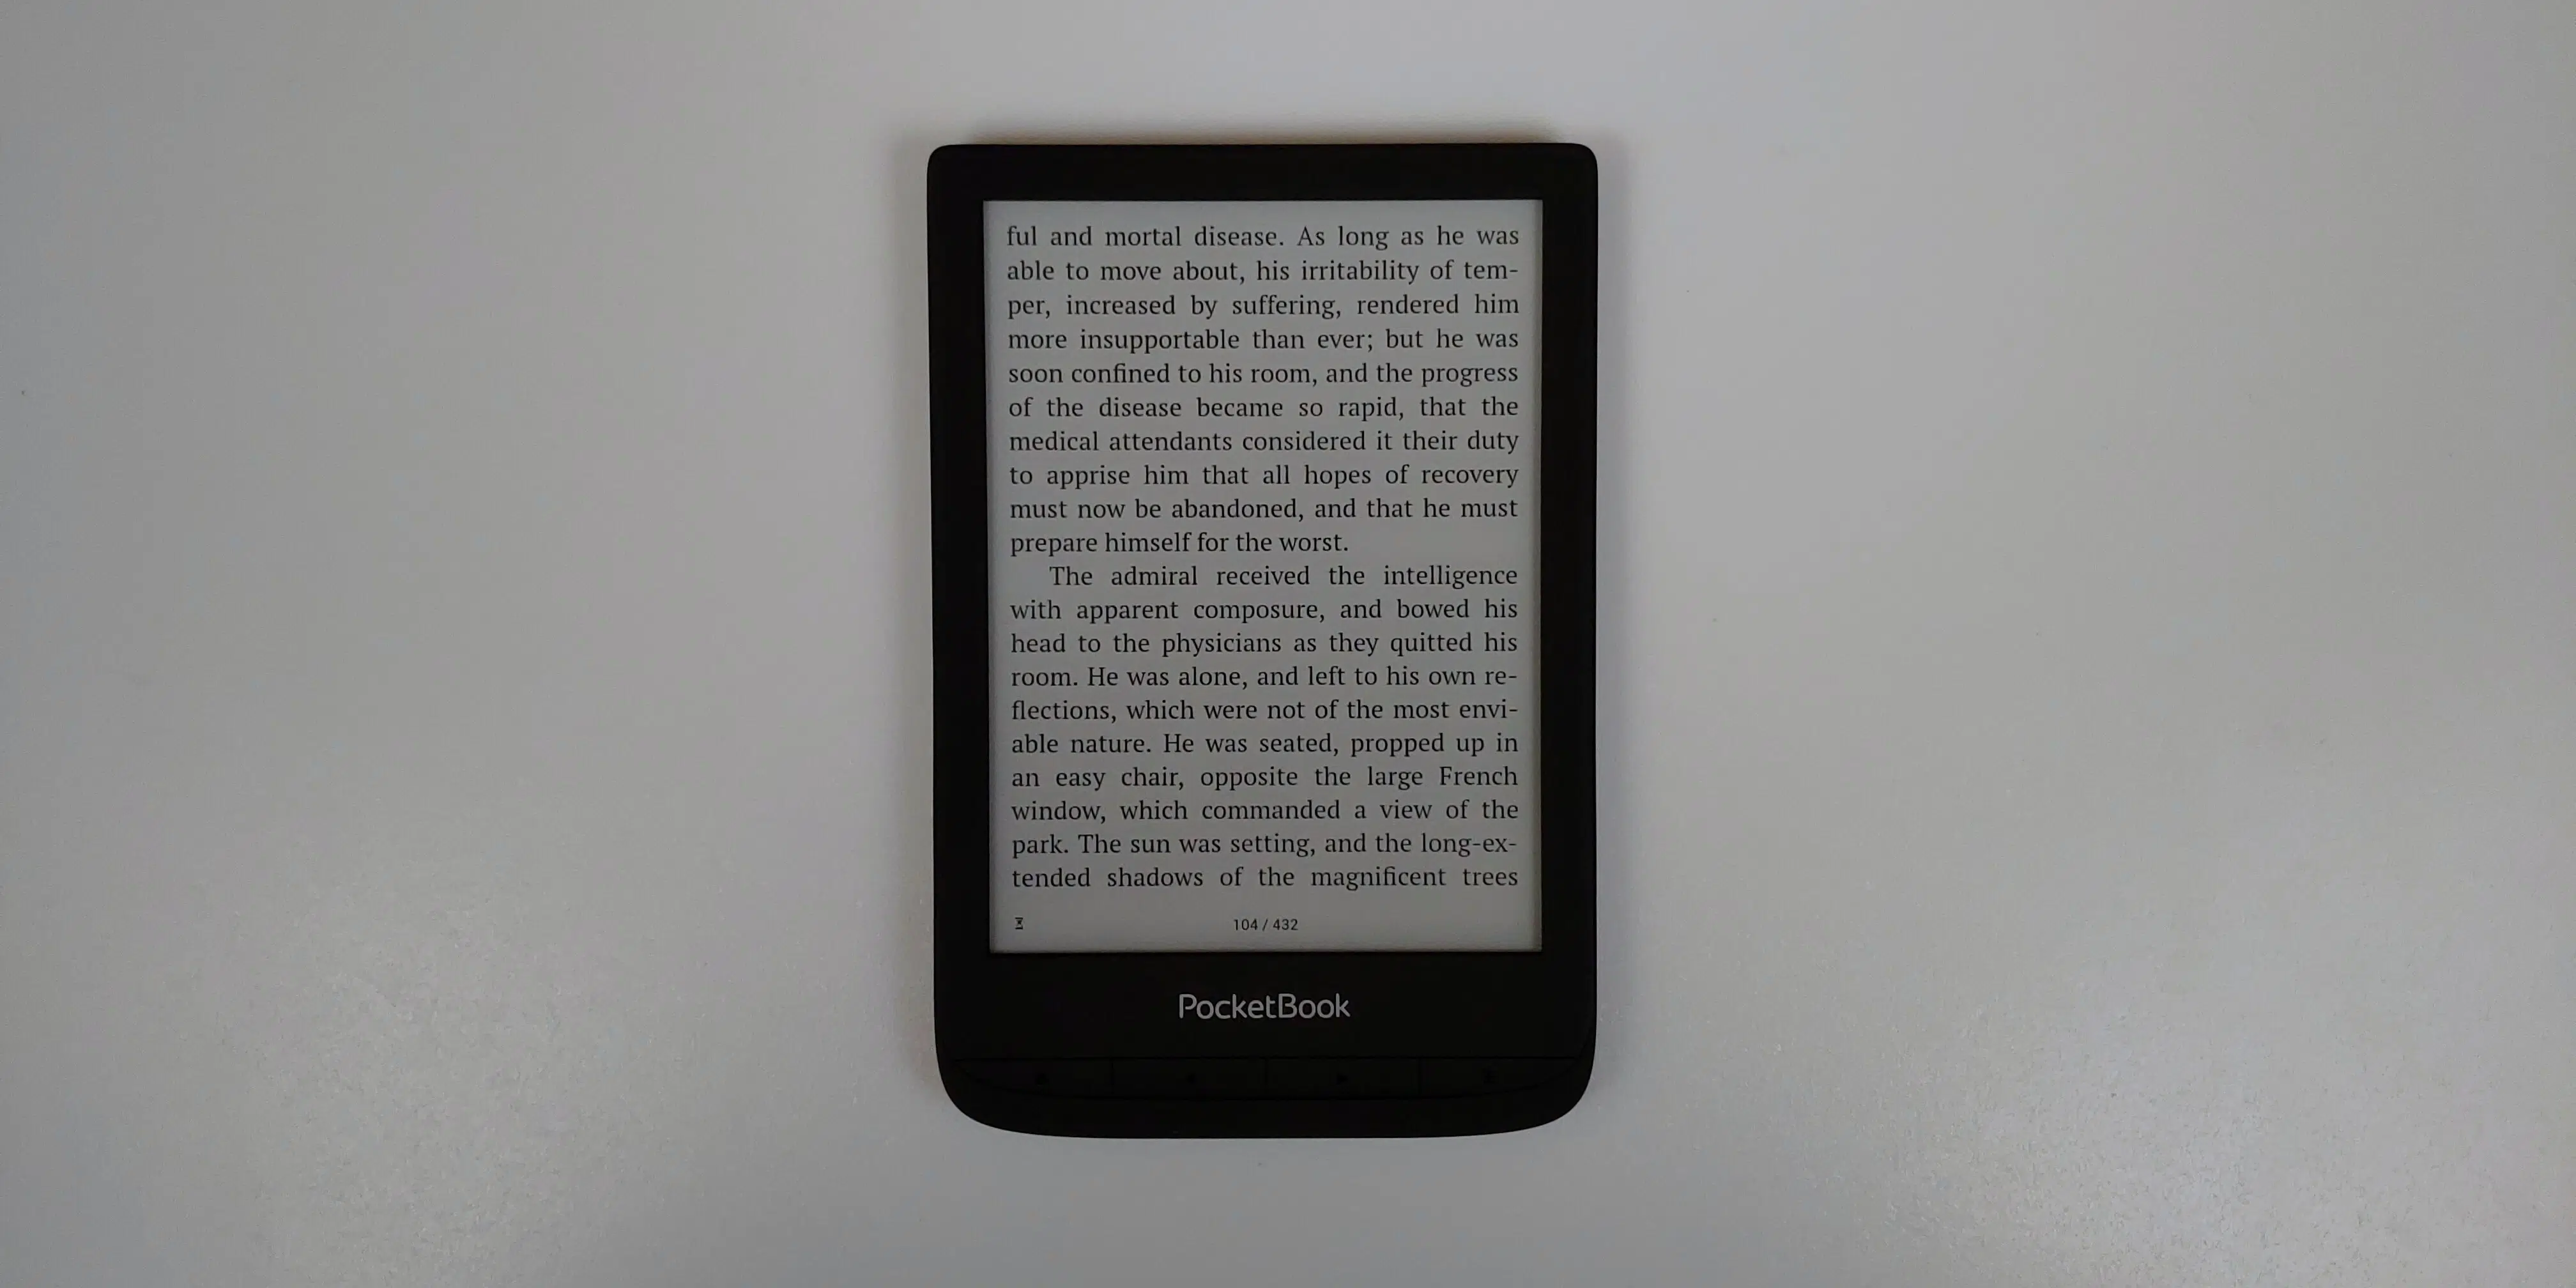 ful and mortal disease. As long as he was
able to move about, his irritability of tem-
per, increased by suffering, rendered him
more insupportable than ever; but he was
soon confined to his room, and the progress
of the disease became so rapid, that the
medical attendants considered it their duty
to apprise him that all hopes of recovery
must now be abandoned, and that he must
prepare himself for the worst.
The admiral received the intelligence
with apparent composure, and bowed his
head to the physicians as they quitted his
room. He was alone, and left to his own re-
flections, which were not of the most envi-
able nature. He was seated, propped up in
an easy chair, opposite the large French
window, which commanded a view of the
park. The sun was setting, and the long-ex-
tended shadows of the magnificent trees
104 / 432
PocketBook